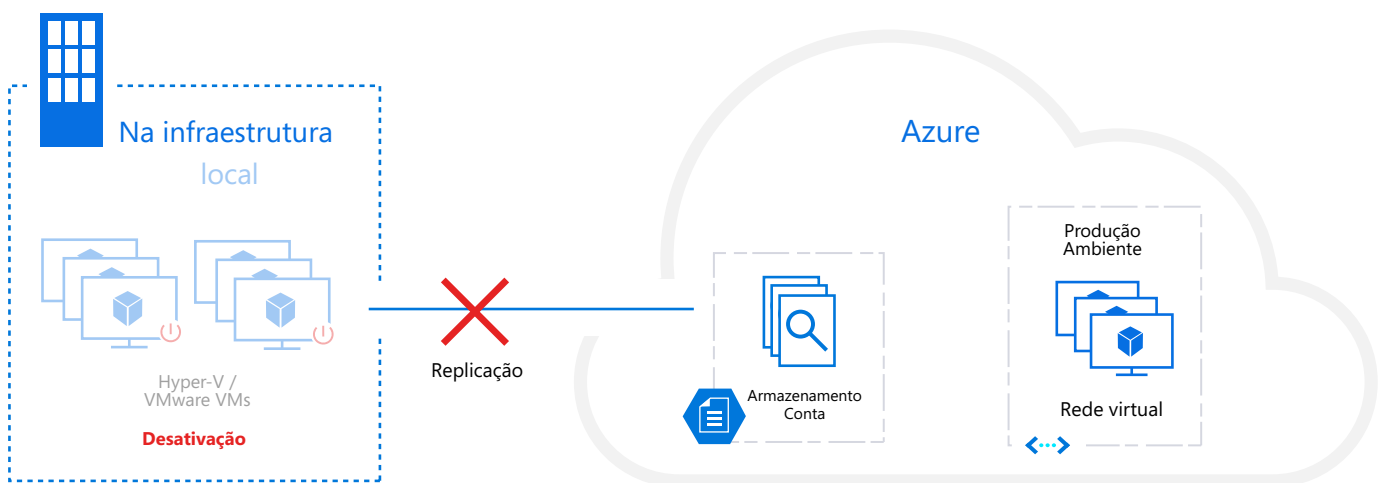 Na infraestrutura
local
Hyper-V /
VMware VMs
Desativação
Replicação
Azure
Armazenamento
Conta
Produção
Ambiente
Rede virtual